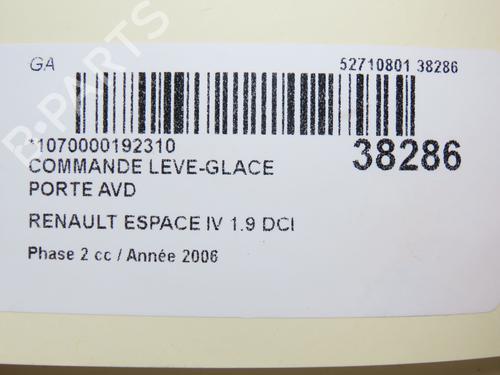 GA 52710801 38286
*1070000192310
38286
COMMANDE LEVE-GLACE
PORTE AVD
RENAULT ESPACE IV 1.9 DCI
Phase 2 cc / Année 2006
B-PARTS